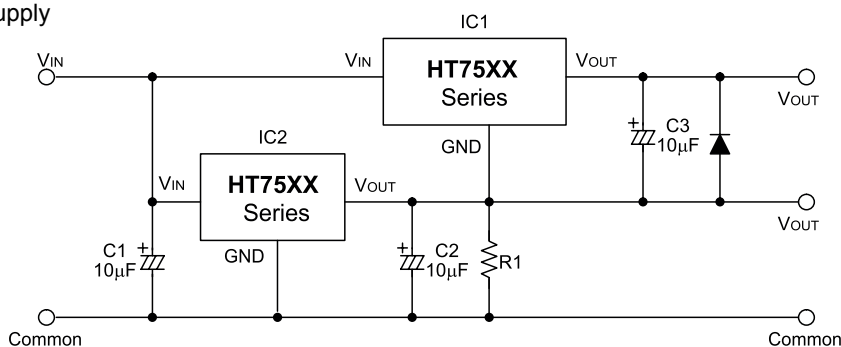 upply
IC1
VIN
VIN
HT75XX
Series
VOUT
VOUT
GND
C3
10μF
IC2
VIN
HT75XX
Series
VOUT
VOUT
GND
C1
10μF
C2
10μF
R1
Common
Common